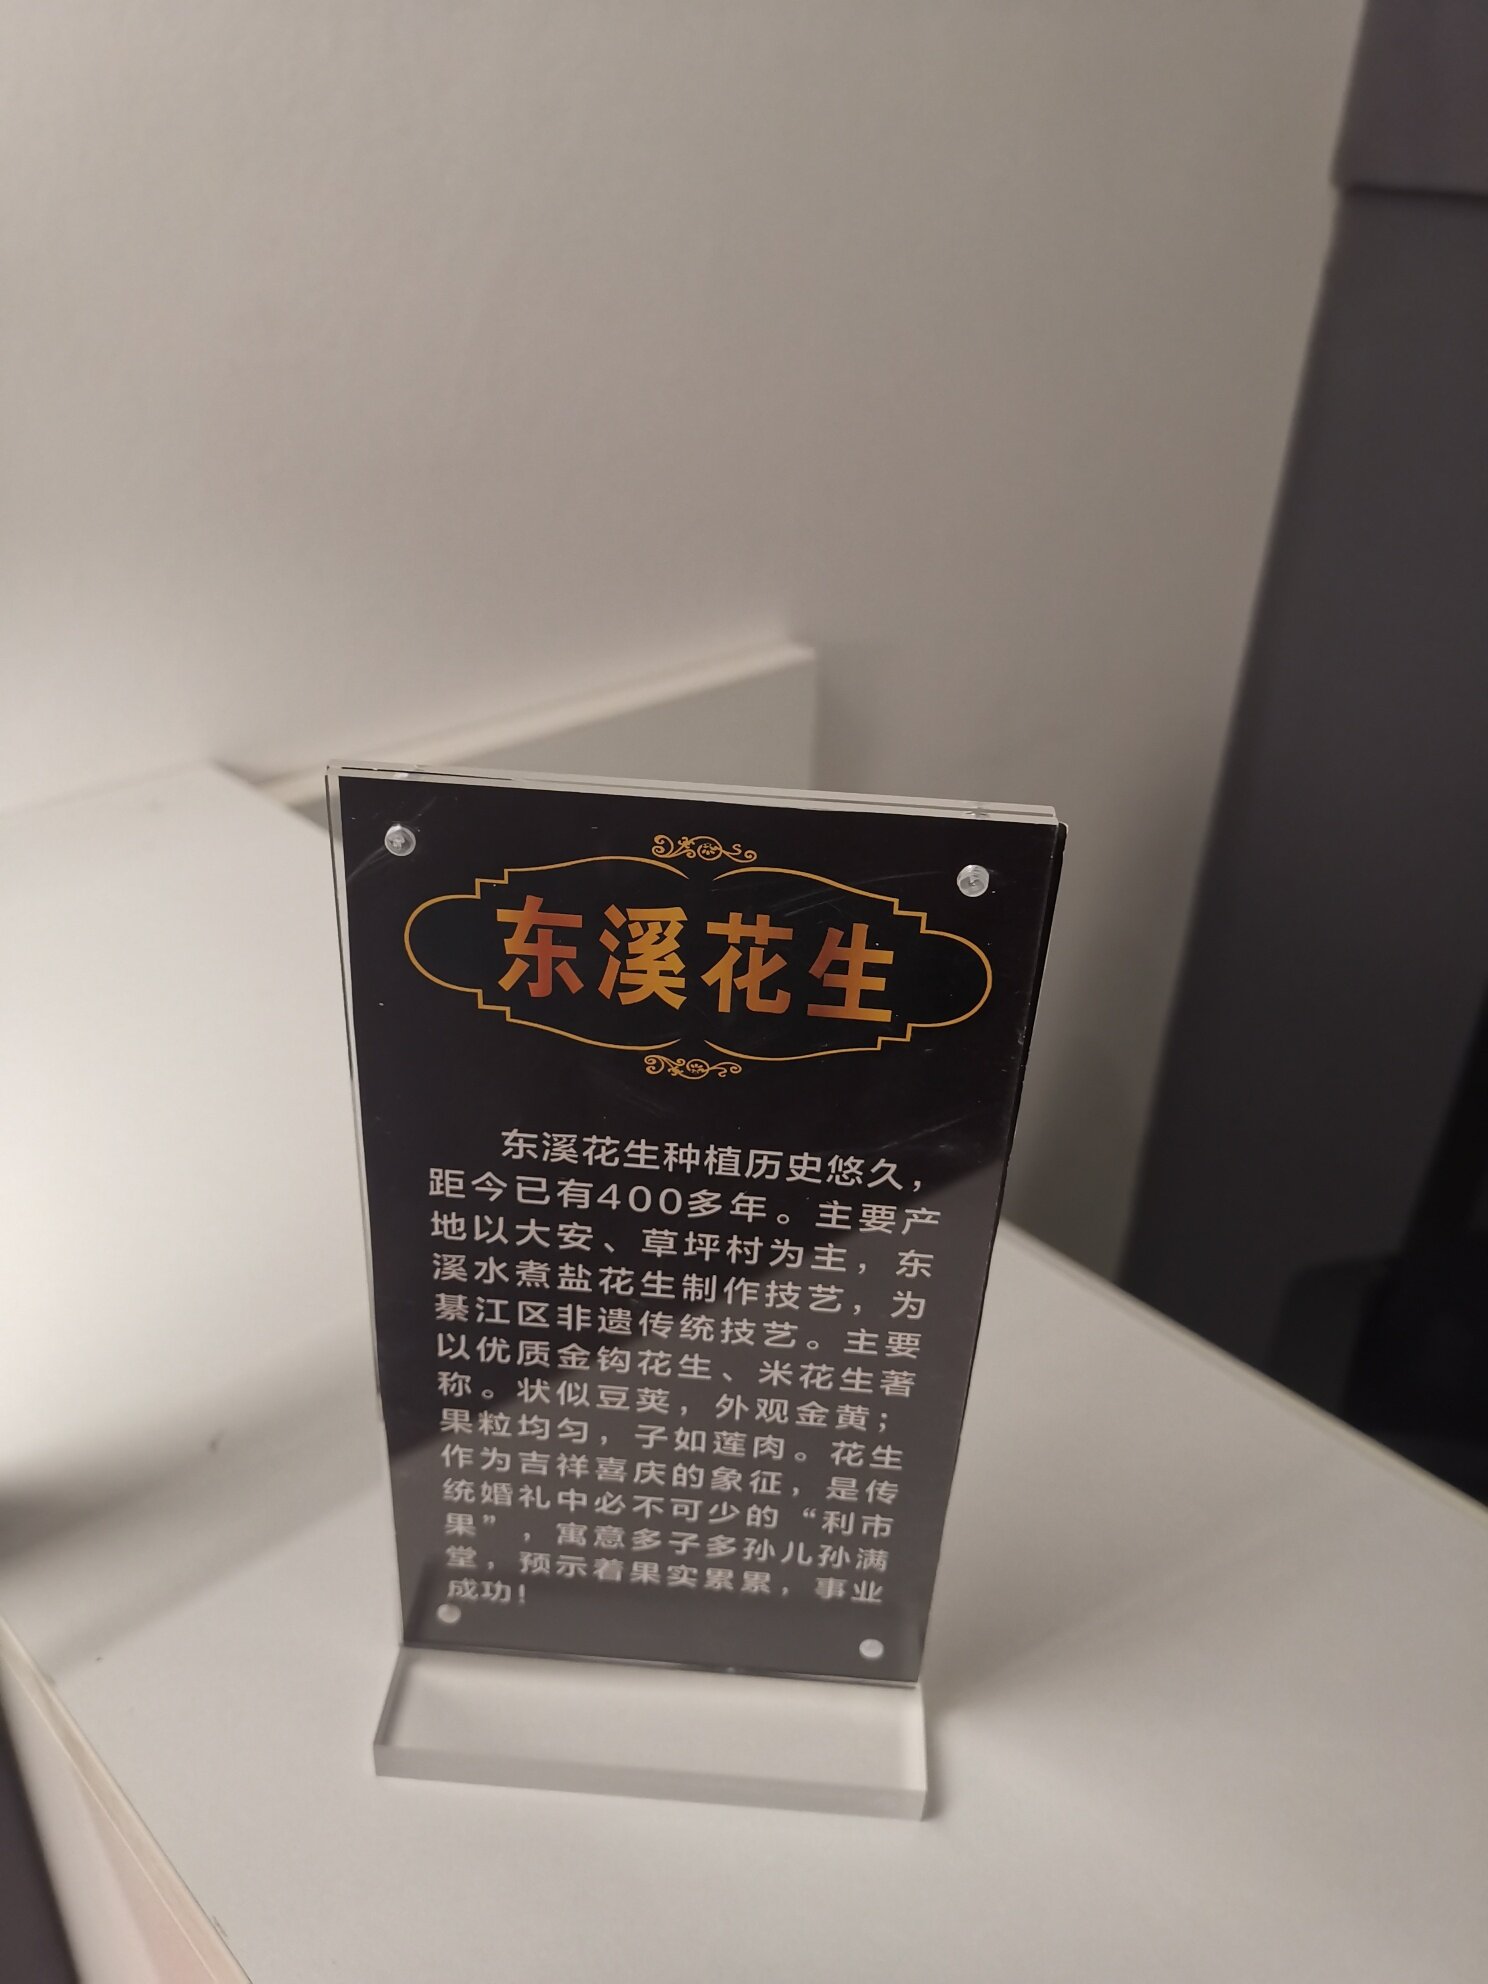 东溪花生
东溪花生种植历史悠久，
距今已有400多年。主要产
地以大安、草坪村为主，东
溪水煮盐花生制作技艺，为
綦江区非遗传统技艺。主要
以优质金钩花生、米花生著
称。状似豆荚，外观金黄；
果粒均匀，子如莲肉。花生
作为吉祥喜庆的象征，是传
统婚礼中必不可少的“利市
果”，寓意多子多孙儿孙满
堂，预示着果实累累，事业
成功！